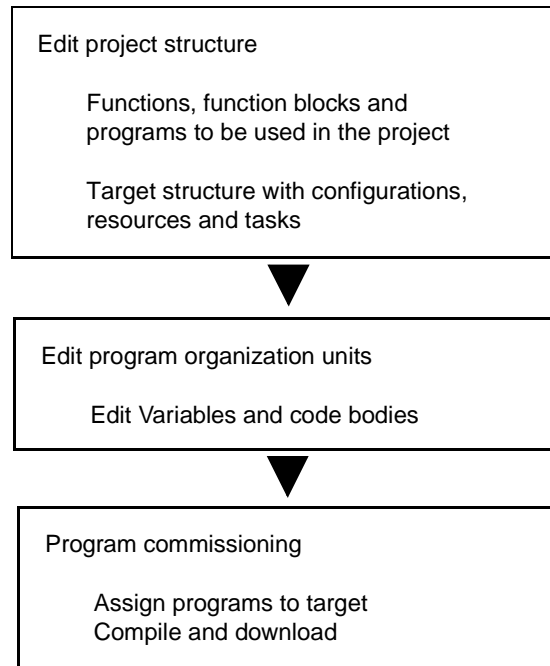 Edit project structure
Functions, function blocks and
programs to be used in the project
Target structure with configurations,
resources and tasks
Edit program organization units
Edit Variables and code bodies
Program commissioning
Assign programs to target
Compile and download